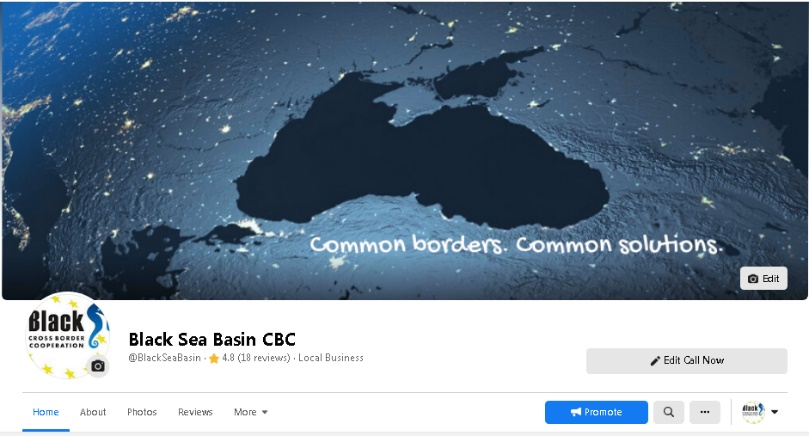 Common borders. Common solutions.
Edit
Black
CROSS BORDER
COOPERATION
Black Sea Basin CBC
@BlackSeaBasin · 4.8 (18 reviews) · Local Business
Edit Call Now
Home About Photos Reviews More
Promote
Black